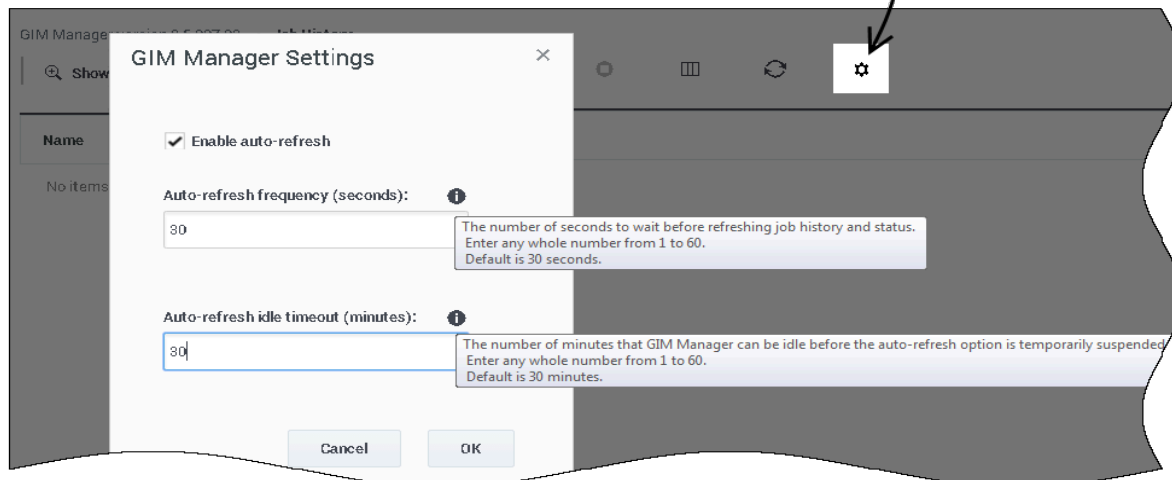 GIM Manage
GIM Manager Settings
Show
Name
Enable auto-refresh
No items
Auto-refresh frequency (seconds):
30
The number of seconds to wait before refreshing job history and status.
Enter any whole number from 1 to 60.
Default is 30 seconds.
Auto-refresh idle timeout (minutes):
30
The number of minutes that GIM Manager can be idle before the auto-refresh option is temporarily suspended
Enter any whole number from 1 to 60.
Default is 30 minutes.
Cancel
OK